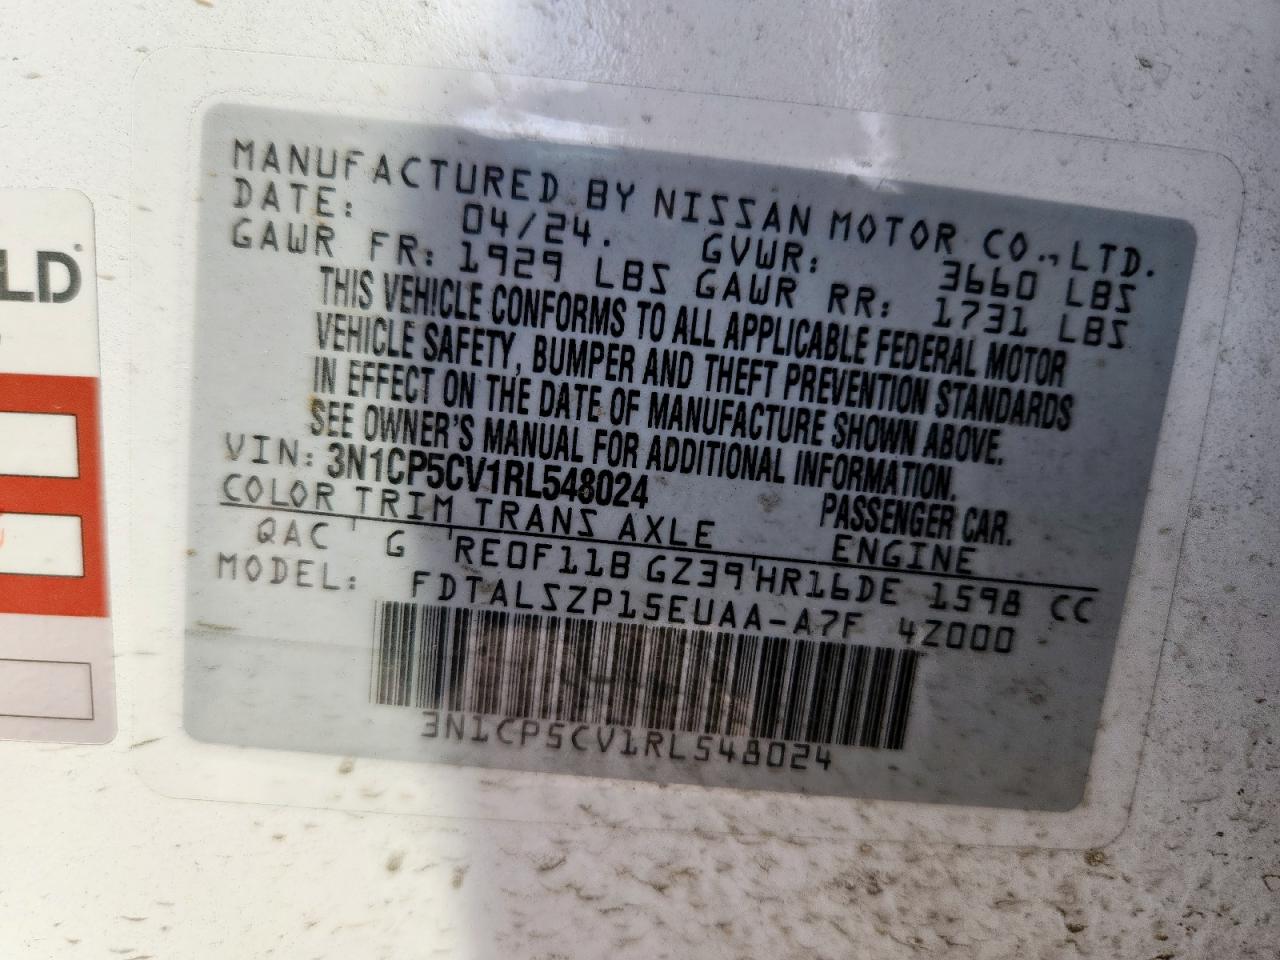 MANUFACTURED BY NISSAN MOTOR CO., LTD.
DATE: 04/24. GVWR: 3660 LBS
GAWR FR: 1929 LBS GAWR RR: 1731 LBS
THIS VEHICLE CONFORMS TO ALL APPLICABLE FEDERAL MOTOR
VEHICLE SAFETY, BUMPER AND THEFT PREVENTION STANDARDS
IN EFFECT ON THE DATE OF MANUFACTURE SHOWN ABOVE.
SEE OWNER'S MANUAL FOR ADDITIONAL INFORMATION.
VIN: 3N1CP5CV1RL548024 PASSENGER CAR.
COLOR TRIM TRANS AXLE ENGINE
QAC G RE0F11B GZ39 HR16DE 1598 CC
MODEL: FDTALSZP15EUAA-A7F 4Z000
3N1CP5CV1RL548024
LD